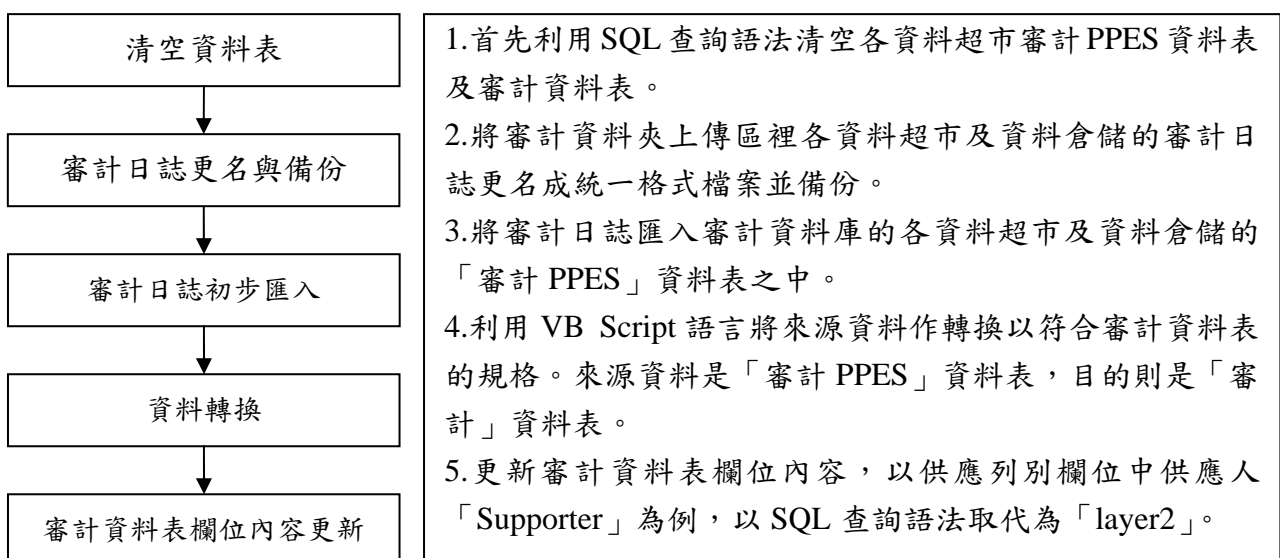 清空資料表
審計日誌更名與備份
審計日誌初步匯入
資料轉換
審計資料表欄位內容更新
1.首先利用 SQL 查詢語法清空各資料超市審計 PPES 資料表
及審計資料表。
2.將審計資料夾上傳區裡各資料超市及資料倉儲的審計日
誌更名成統一格式檔案並備份。
3.將審計日誌匯入審計資料庫的各資料超市及資料倉儲的
「審計 PPES」資料表之中。
4.利用 VB Script 語言將來源資料作轉換以符合審計資料表
的規格。來源資料是「審計 PPES」資料表，目的則是「審
計」資料表。
5.更新審計資料表欄位內容，以供應列別欄位中供應人
「Supporter」為例，以 SQL 查詢語法取代為「layer2」。